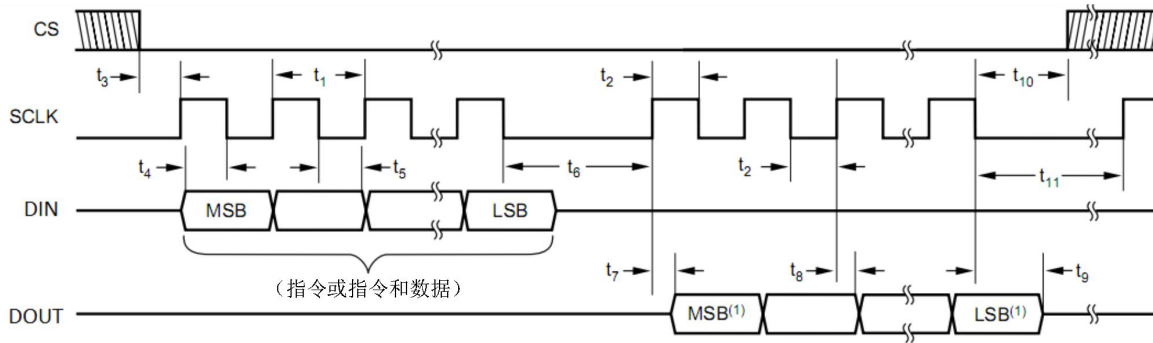 CS
t3 t1 t2 t10
SCLK
t4 t5 t6 t2 t11
DIN MSB LSB
(指令或指令和数据)
t7 t8 t9
DOUT MSB(1) LSB(1)